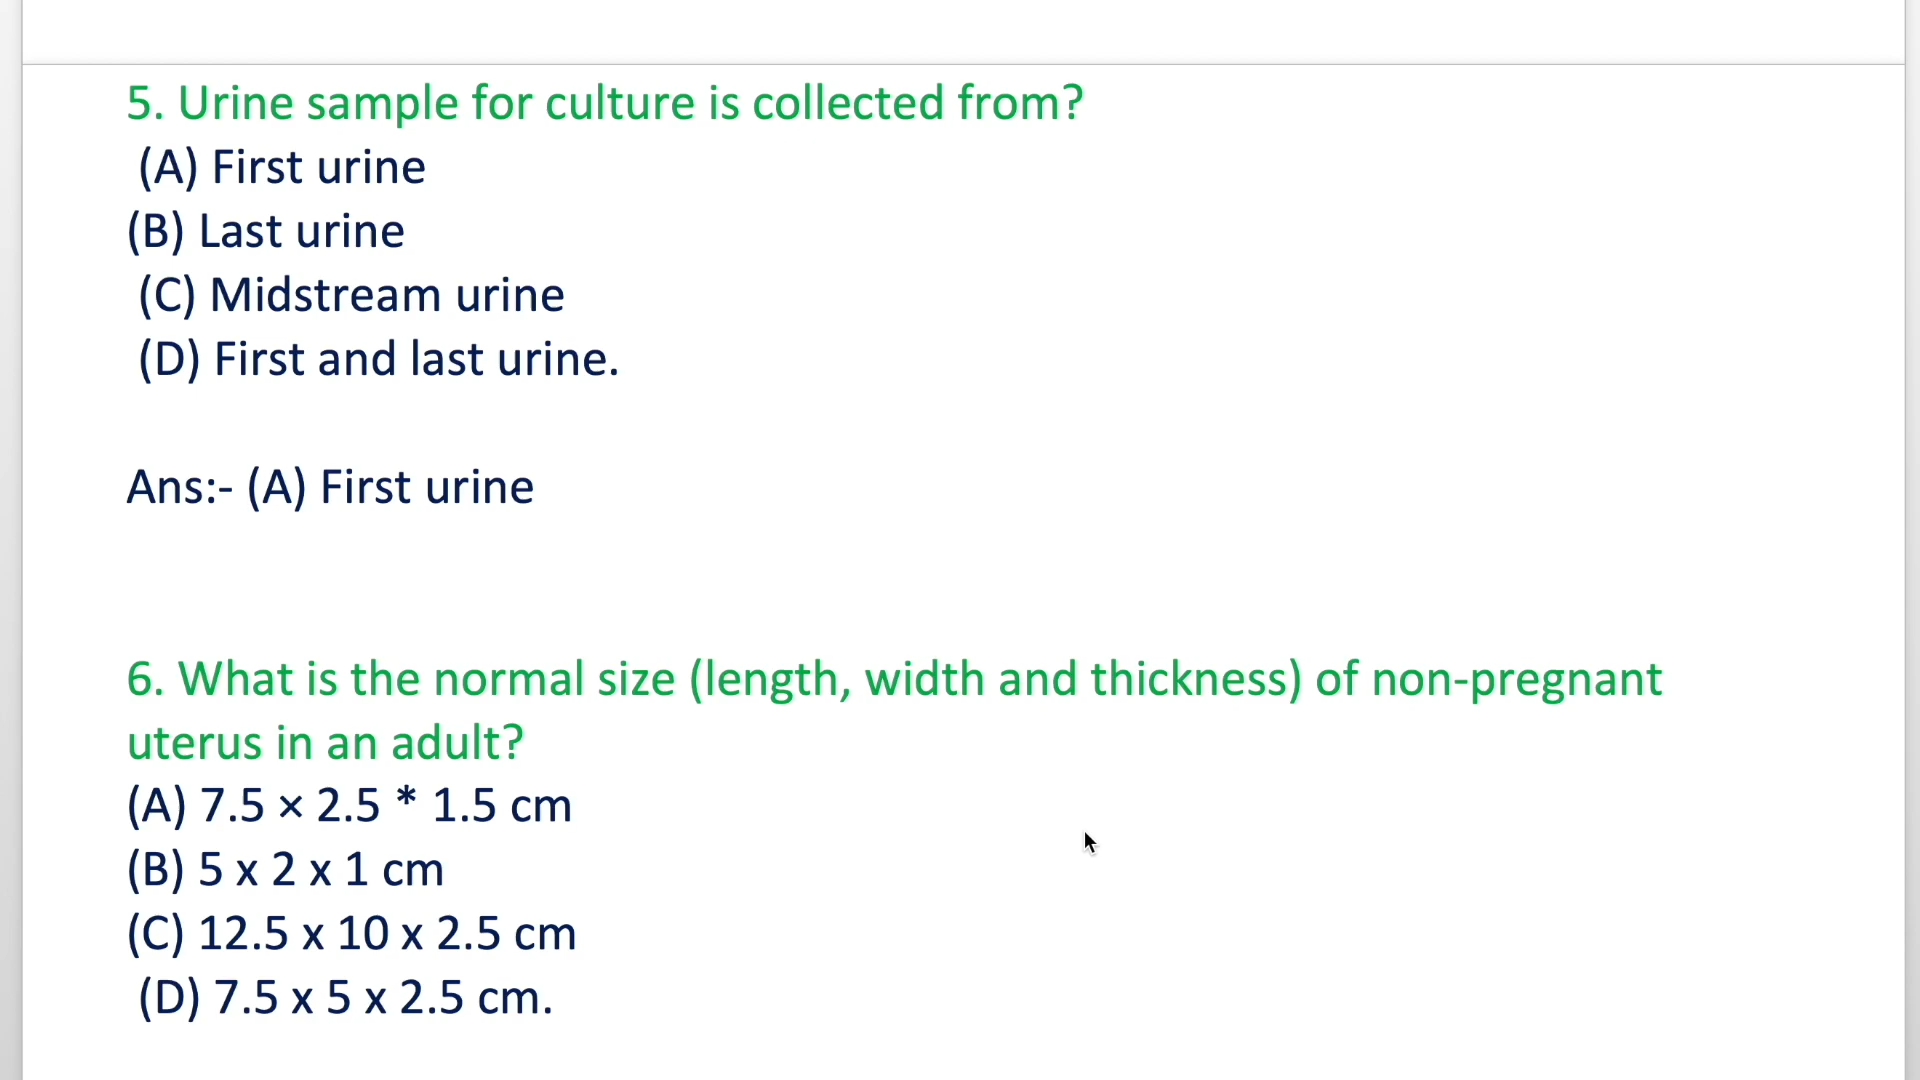 5. Urine sample for culture is collected from?
(A) First urine
(B) Last urine
(C) Midstream urine
(D) First and last urine.
Ans:- (A) First urine
6. What is the normal size (length, width and thickness) of non-pregnant
uterus in an adult?
(A) 7.5 × 2.5 * 1.5 cm
(B) 5 x 2 x 1 cm
(C) 12.5 x 10 x 2.5 cm
(D) 7.5 x 5 x 2.5 cm.